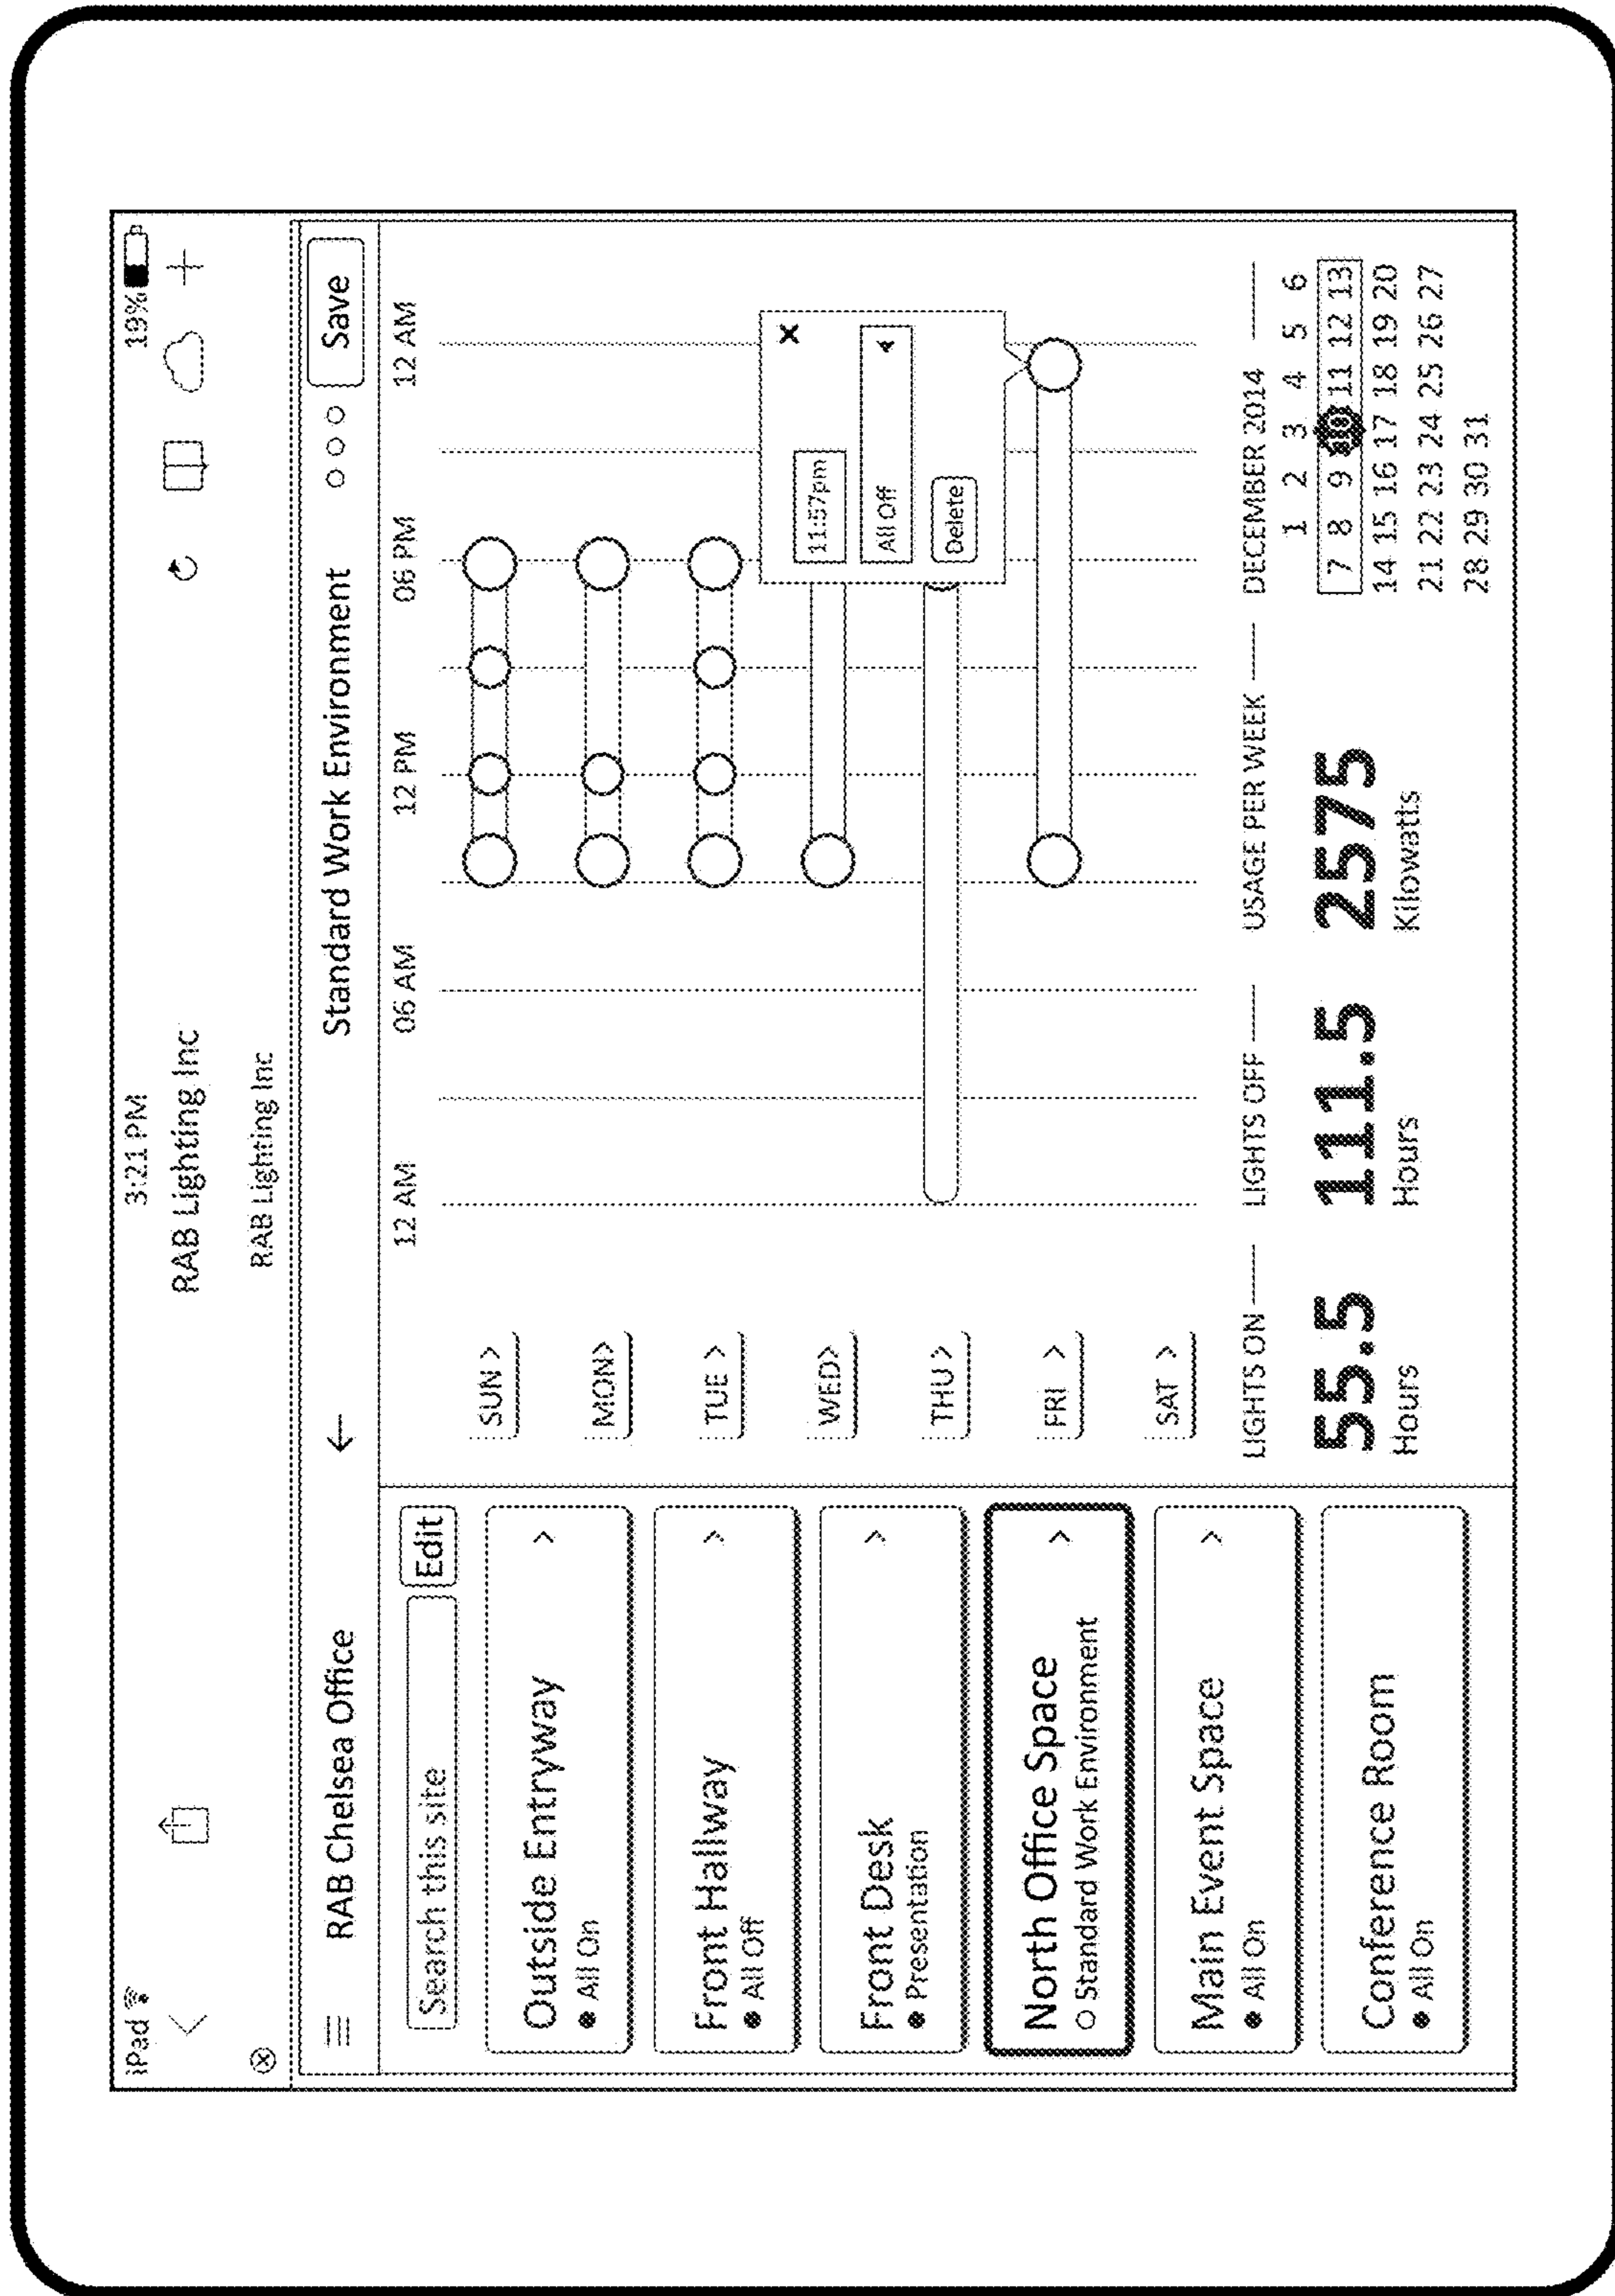 iPad
3:21 PM
19%
RAB Lighting Inc
RAB Lighting Inc
RAB Chelsea Office
Standard Work Environment
Save
Search this site
Edit
Outside Entryway
All On
Front Hallway
All Off
Front Desk
Presentation
North Office Space
Standard Work Environment
Main Event Space
All On
Conference Room
All On
12 AM 06 AM 12 PM 06 PM 12 AM
SUN >
MON>
TUE >
WED>
THU >
FRI >
SAT >
11:57pm
All Off
Delete
LIGHTS ON
55.5
Hours
LIGHTS OFF
111.5
Hours
USAGE PER WEEK
2575
Kilowatts
DECEMBER 2014
1 2 3 4 5 6
7 8 9 10 11 12 13
14 15 16 17 18 19 20
21 22 23 24 25 26 27
28 29 30 31